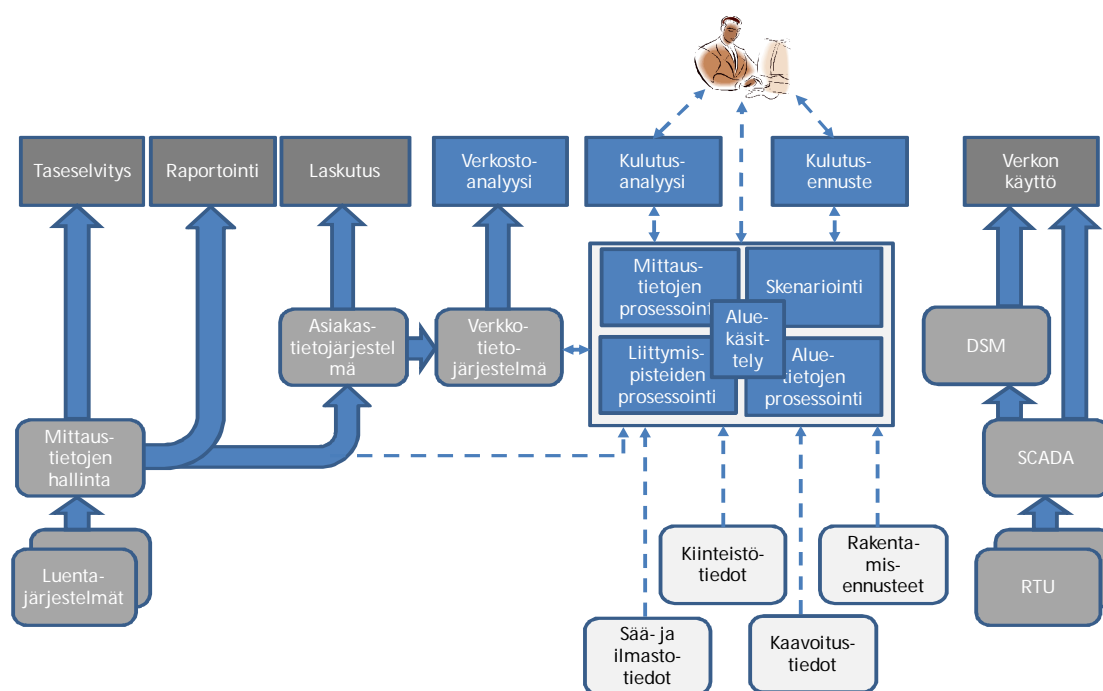 Taseselvitys
Raportointi
Laskutus
Verkosto-
analyysi
Kulutus-
analyysi
Kulutus-
ennuste
Verkon
käyttö
Mittaus-
tietojen
prosessointi
Skenariointi
Alue-
käsit-
tely
Liittymis-
pisteiden
prosessointi
Alue-
tietojen
prosessointi
Asiakas-
tietojärjestel
mä
Verkko-
tieto-
järjestelmä
DSM
Mittaus-
tietojen
hallinta
SCADA
Luenta-
järjestelmät
Kiinteistö-
tiedot
Rakenta-
mis-
ennusteet
RTU
Sää- ja
ilmasto-
tiedot
Kaavoitus-
tiedot